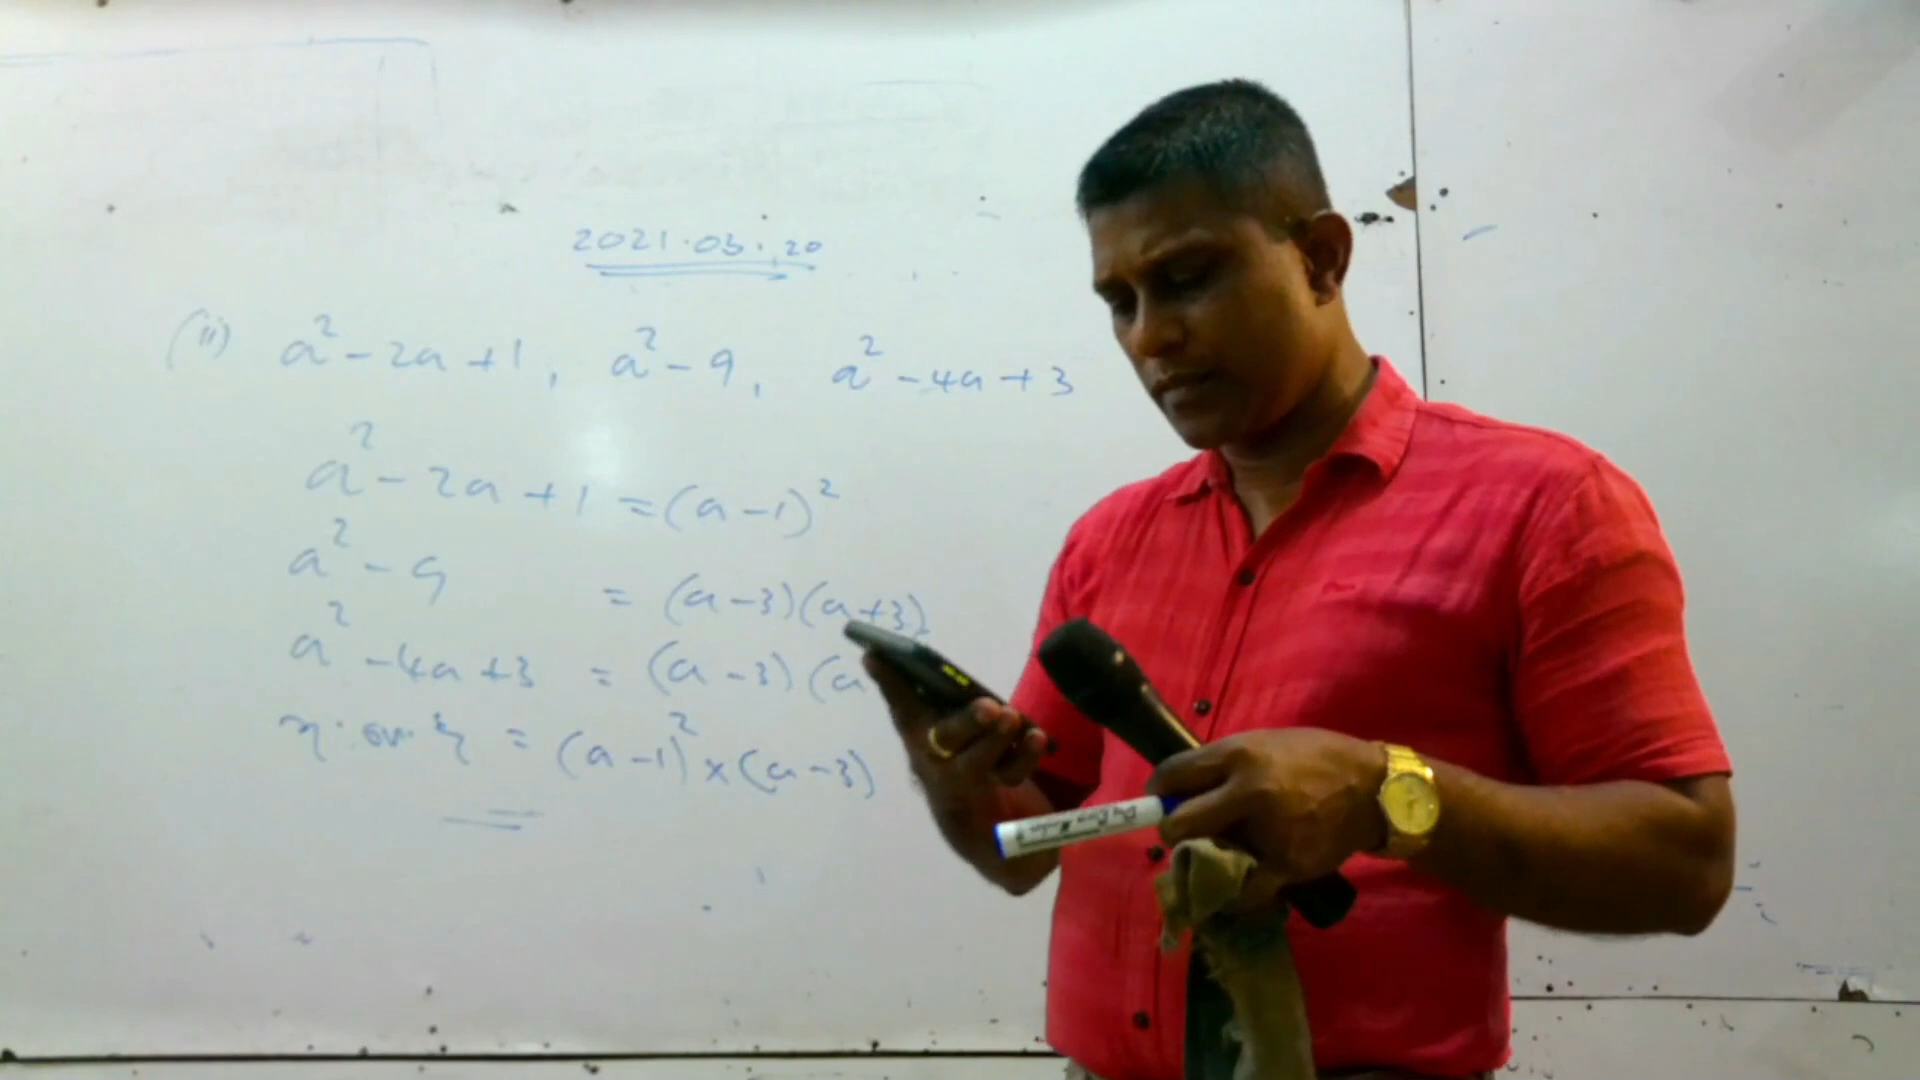 2021.03.20
(ii) a² - 2a + 1, a² - 9, a² - 4a + 3
a² - 2a + 1 = (a - 1)²
a² - 9 = (a - 3)(a + 3)
a² - 4a + 3 = (a - 3)(a
= (a - 1)² × (a - 3)